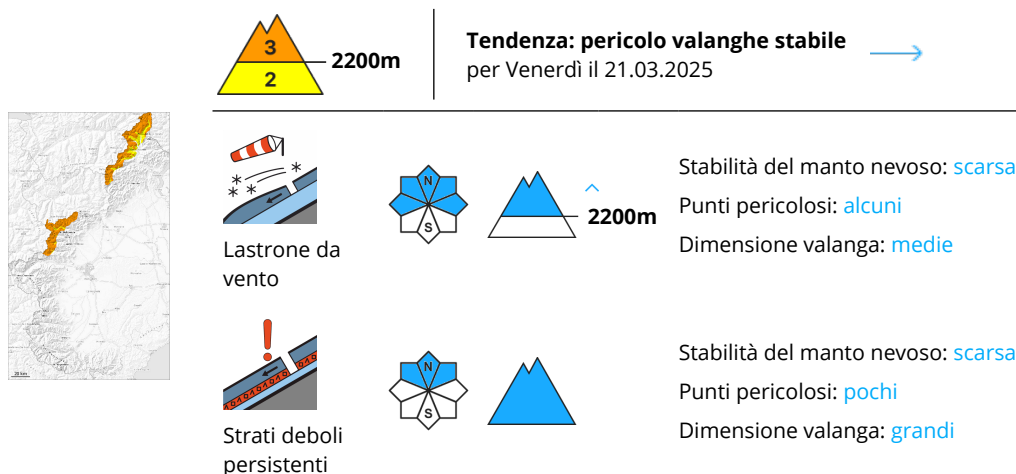 3
2
2200m
Tendenza: pericolo valanghe stabile
per Venerdì il 21.03.2025
20 km
Lastrone da
vento
N
S
2200m
Stabilità del manto nevoso: scarsa
Punti pericolosi: alcuni
Dimensione valanga: medie
Strati deboli
persistenti
N
S
Stabilità del manto nevoso: scarsa
Punti pericolosi: pochi
Dimensione valanga: grandi